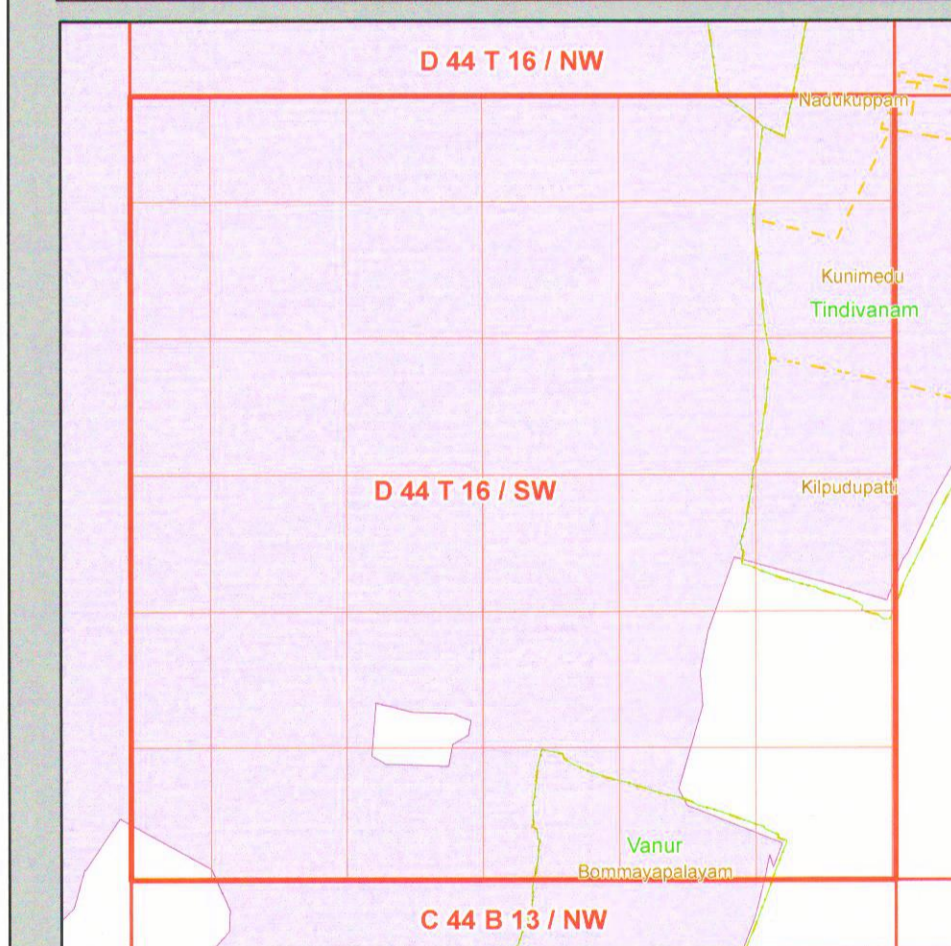 D 44 T 16 / NW
Nadukuppam
Kunimedu
Tindivanam
D 44 T 16 / SW
Kilpudupatti
Vanur
Bommayapalayam
C 44 B 13 / NW